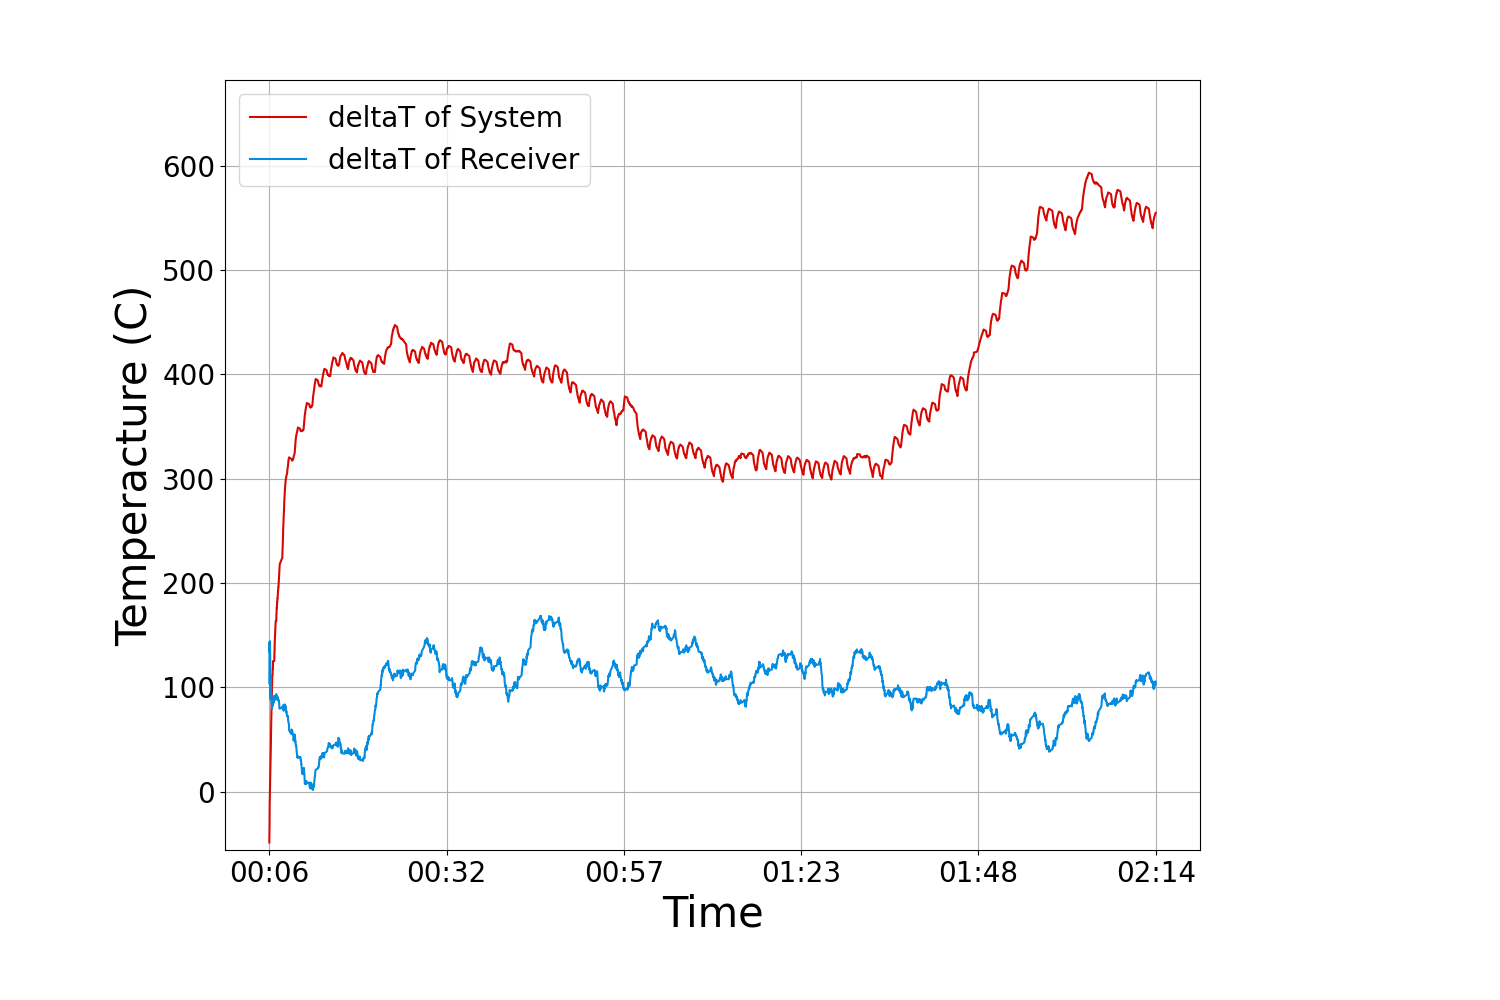 deltaT of System
deltaT of Receiver
600
500
400
300
200
100
0
Temperacture (C)
00:06 00:32 00:57 01:23 01:48 02:14
Time